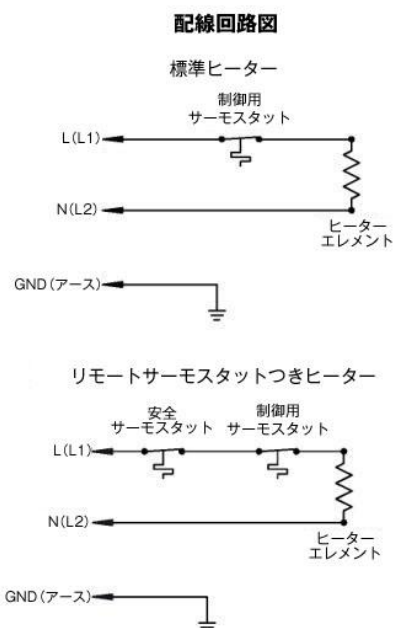 配線回路図
標準ヒーター
制御用
サーモスタット
L(L1)
N(L2)
ヒーター
エレメント
GND(アース)
リモートサーモスタットつきヒーター
安全
サーモスタット
制御用
サーモスタット
L(L1)
N(L2)
ヒーター
エレメント
GND(アース)